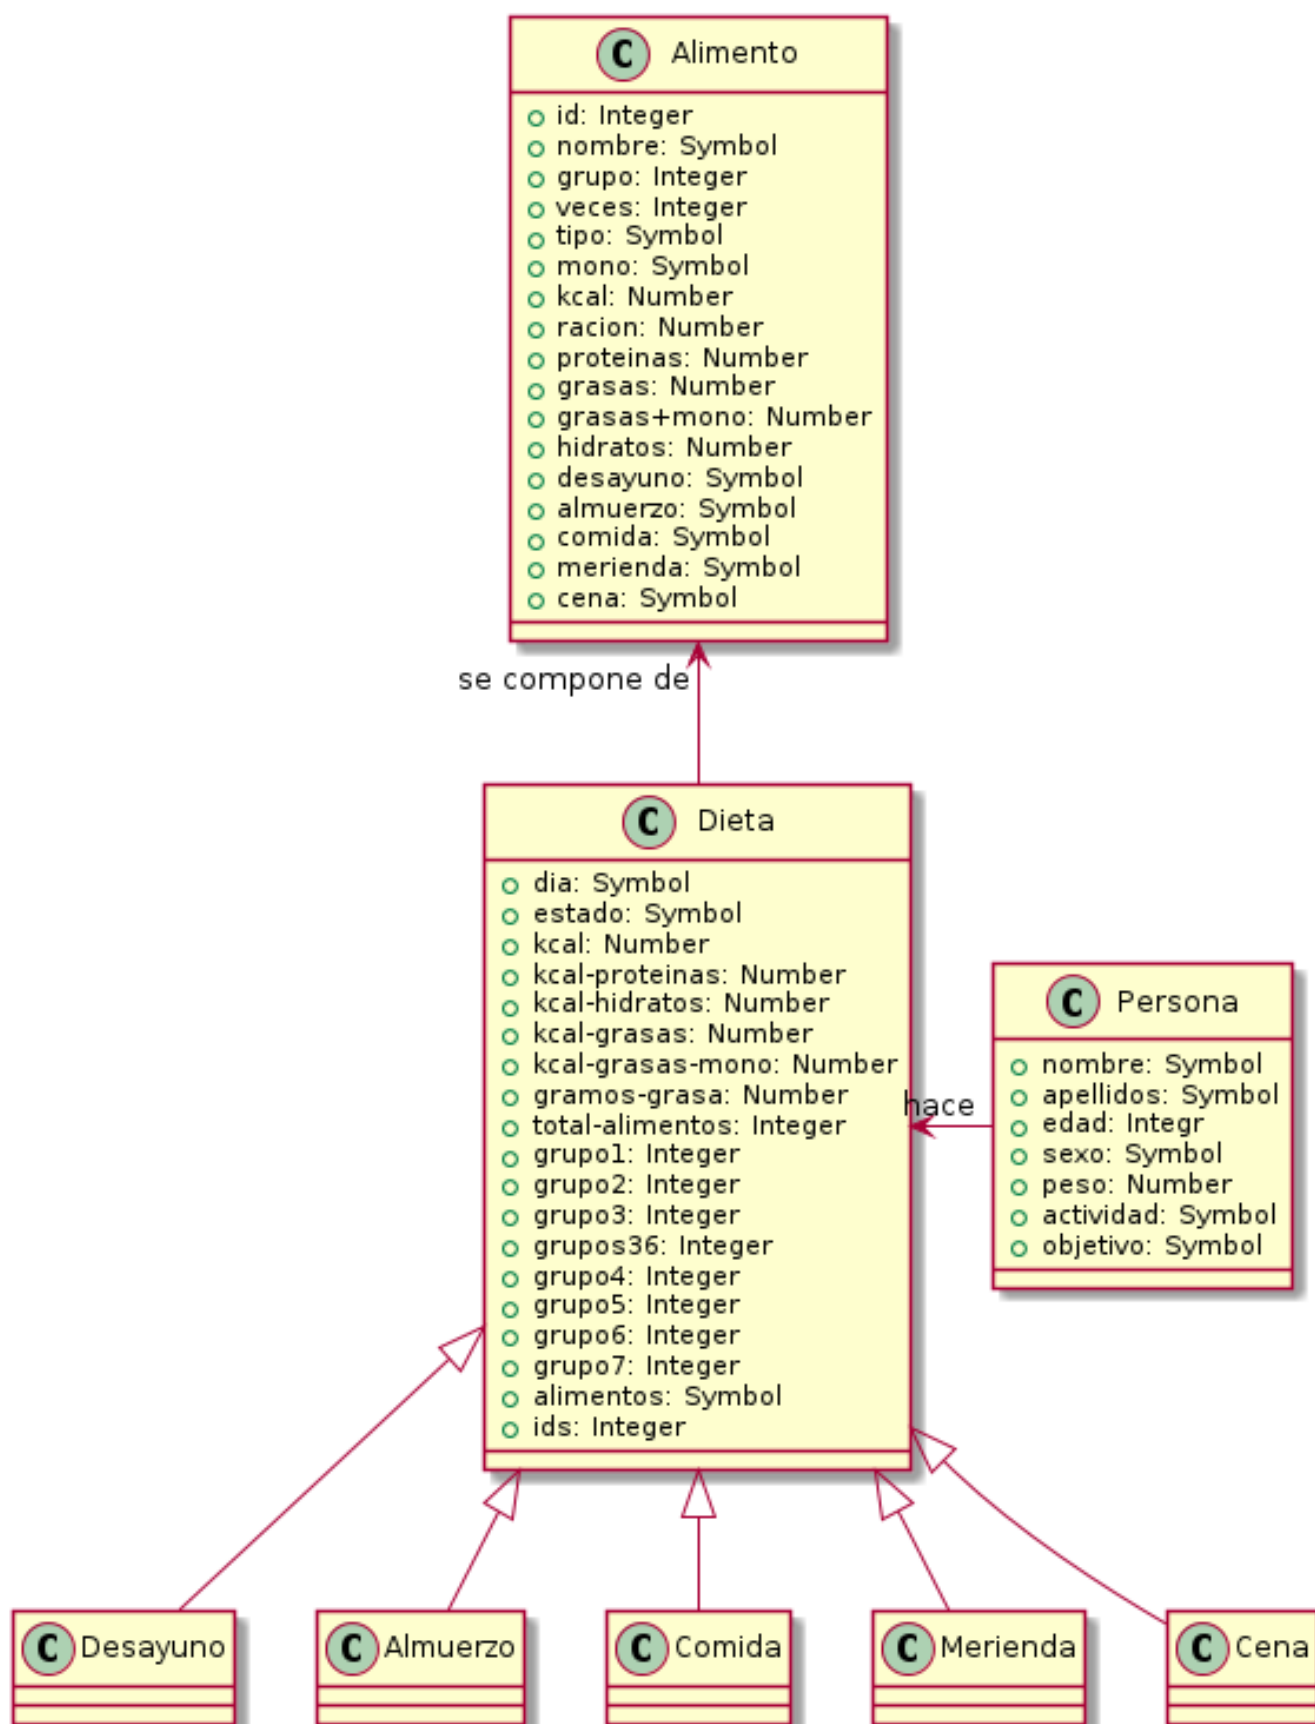 C Alimento
id: Integer
nombre: Symbol
grupo: Integer
veces: Integer
tipo: Symbol
mono: Symbol
kcal: Number
racion: Number
proteinas: Number
grasas: Number
grasas+mono: Number
hidratos: Number
desayuno: Symbol
almuerzo: Symbol
comida: Symbol
merienda: Symbol
cena: Symbol
se compone de
C Dieta
dia: Symbol
estado: Symbol
kcal: Number
kcal-proteinas: Number
kcal-hidratos: Number
kcal-grasas: Number
kcal-grasas-mono: Number
gramos-grasa: Number
total-alimentos: Integer
grupo1: Integer
grupo2: Integer
grupo3: Integer
grupos36: Integer
grupo4: Integer
grupo5: Integer
grupo6: Integer
grupo7: Integer
alimentos: Symbol
ids: Integer
hace
C Persona
nombre: Symbol
apellidos: Symbol
edad: Integr
sexo: Symbol
peso: Number
actividad: Symbol
objetivo: Symbol
C Desayuno
C Almuerzo
C Comida
C Merienda
C Cena